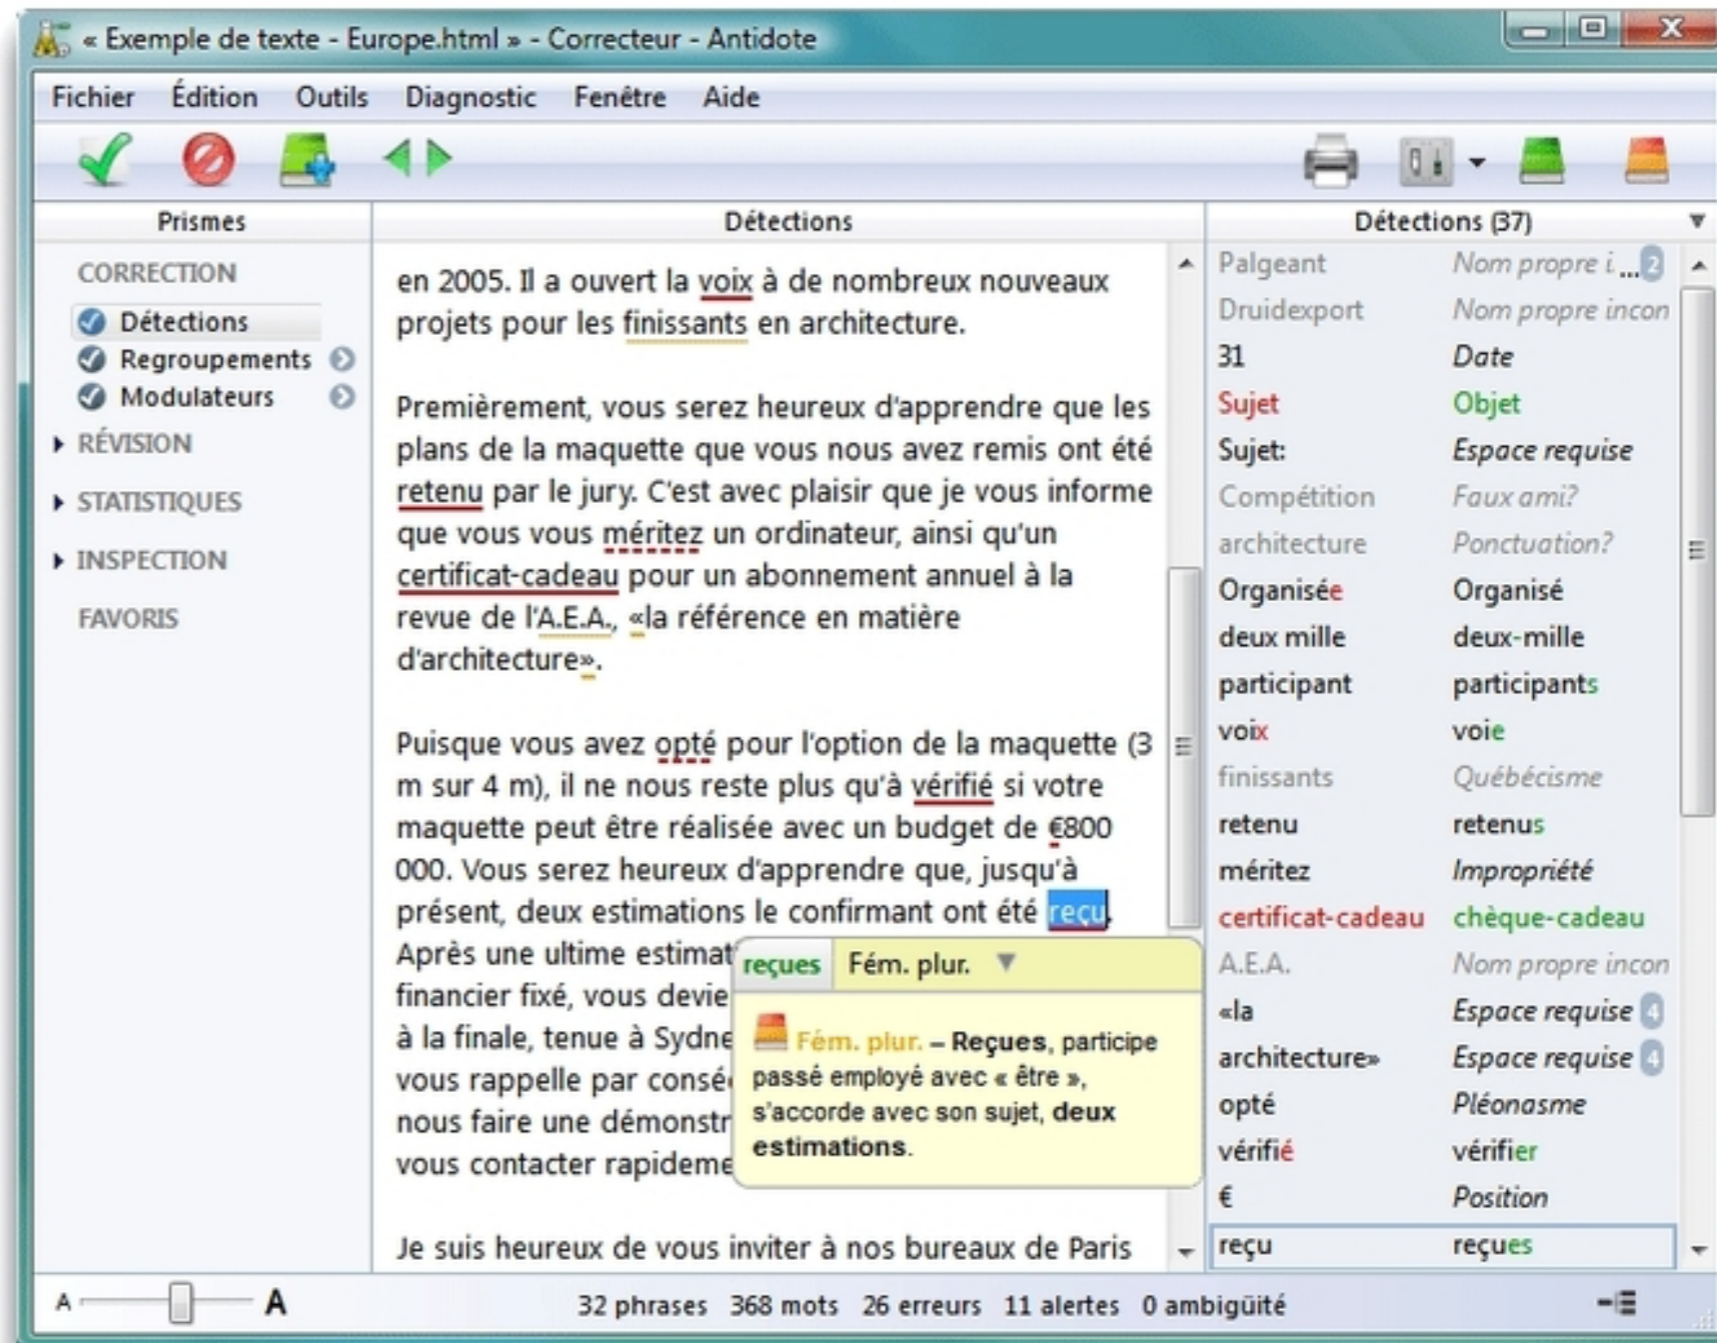 « Exemple de texte - Europe.html » - Correcteur - Antidote
Fichier Édition Outils Diagnostic Fenêtre Aide
Prismes
CORRECTION
Détections
Regroupements
Modulateurs
RÉVISION
STATISTIQUES
INSPECTION
FAVORIS
Détections
en 2005. Il a ouvert la voix à de nombreux nouveaux
projets pour les finissants en architecture.
Premièrement, vous serez heureux d'apprendre que les
plans de la maquette que vous nous avez remis ont été
retenu par le jury. C'est avec plaisir que je vous informe
que vous vous méritez un ordinateur, ainsi qu'un
certificat-cadeau pour un abonnement annuel à la
revue de l'A.E.A., «la référence en matière
d'architecture».
Puisque vous avez opté pour l'option de la maquette (3
m sur 4 m), il ne nous reste plus qu'à vérifié si votre
maquette peut être réalisée avec un budget de €800
000. Vous serez heureux d'apprendre que, jusqu'à
présent, deux estimations le confirmant ont été reçu.
Après une ultime estimat
financier fixé, vous devie
à la finale, tenue à Sydne
vous rappelle par consé
nous faire une démonstr
vous contacter rapideme
Je suis heureux de vous inviter à nos bureaux de Paris
reçues Fém. plur.
Fém. plur. – Reçues, participe
passé employé avec « être »,
s'accorde avec son sujet, deux
estimations.
Détections (37)
Palgeant Nom propre i ... 2
Druidexport Nom propre incon
31 Date
Sujet Objet
Sujet: Espace requise
Compétition Faux ami?
architecture Ponctuation?
Organisée Organisé
deux mille deux-mille
participant participants
voix voie
finissants Québécisme
retenu retenus
méritez Impropriété
certificat-cadeau chèque-cadeau
A.E.A. Nom propre incon
«la Espace requise 4
architecture» Espace requise 4
opté Pléonasme
vérifié vérifier
€ Position
reçu reçues
A A
32 phrases 368 mots 26 erreurs 11 alertes 0 ambigüité